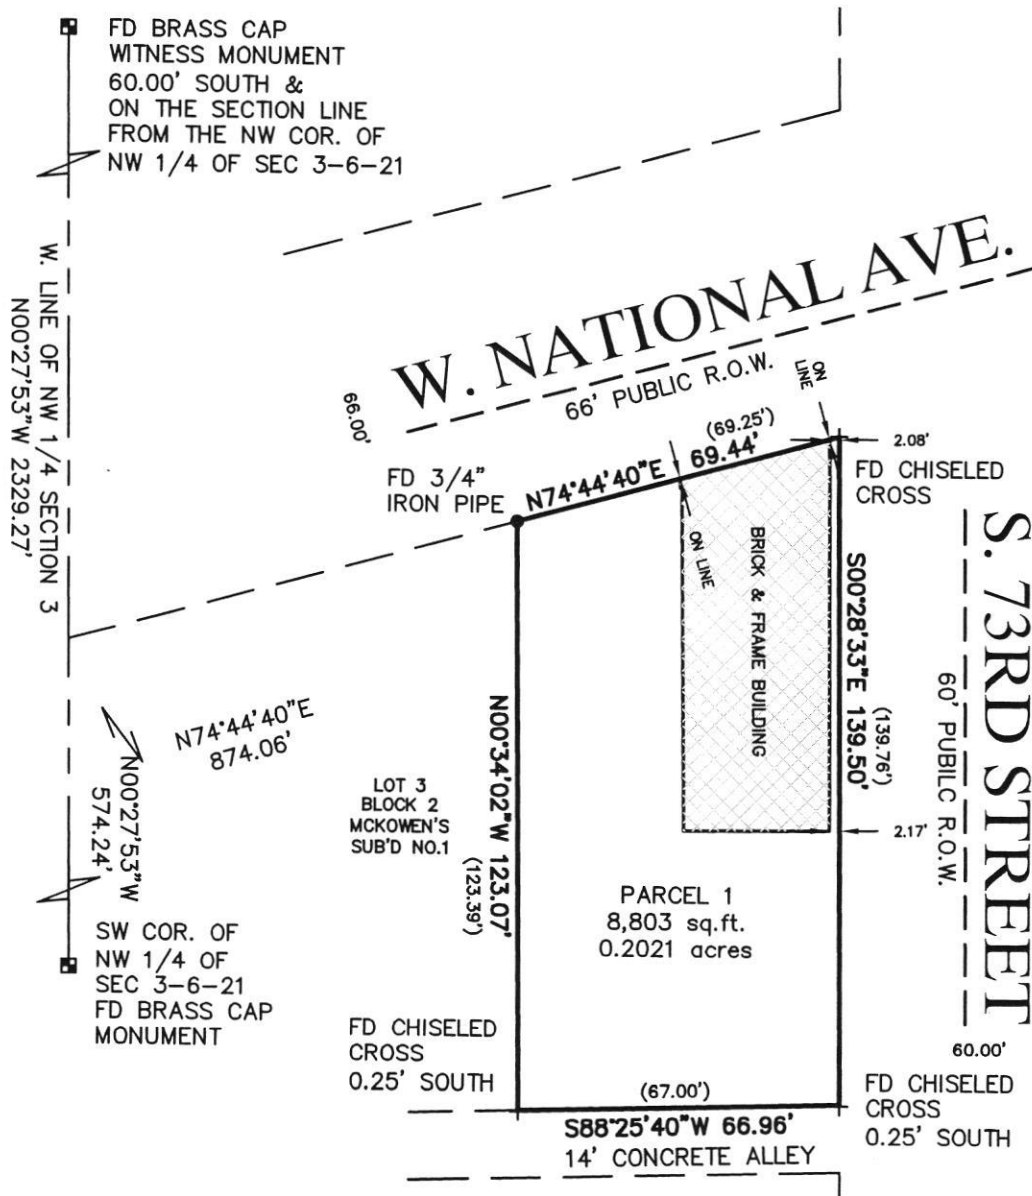 FD BRASS CAP
WITNESS MONUMENT
60.00' SOUTH &
ON THE SECTION LINE
FROM THE NW COR. OF
NW 1/4 OF SEC 3-6-21
W. LINE OF NW 1/4 SECTION 3
N00°27'53"W 2329.27'
W. NATIONAL AVE.
66' PUBLIC R.O.W.
66.00'
ON
LINE
(69.25')
N74°44'40"E 69.44'
2.08'
FD CHISELED
CROSS
FD 3/4"
IRON PIPE
ON LINE
BRICK & FRAME BUILDING
S00°28'33"E 139.50'
(139.76')
S. 73RD STREET
60' PUBILC R.O.W.
60.00'
N74°44'40"E
874.06'
N00°27'53"W
574.24'
LOT 3
BLOCK 2
MCKOWEN'S
SUB'D NO.1
N00°34'02"W 123.07'
(123.39')
2.17'
PARCEL 1
8,803 sq.ft.
0.2021 acres
SW COR. OF
NW 1/4 OF
SEC 3-6-21
FD BRASS CAP
MONUMENT
FD CHISELED
CROSS
0.25' SOUTH
(67.00')
S88°25'40"W 66.96'
14' CONCRETE ALLEY
FD CHISELED
CROSS
0.25' SOUTH